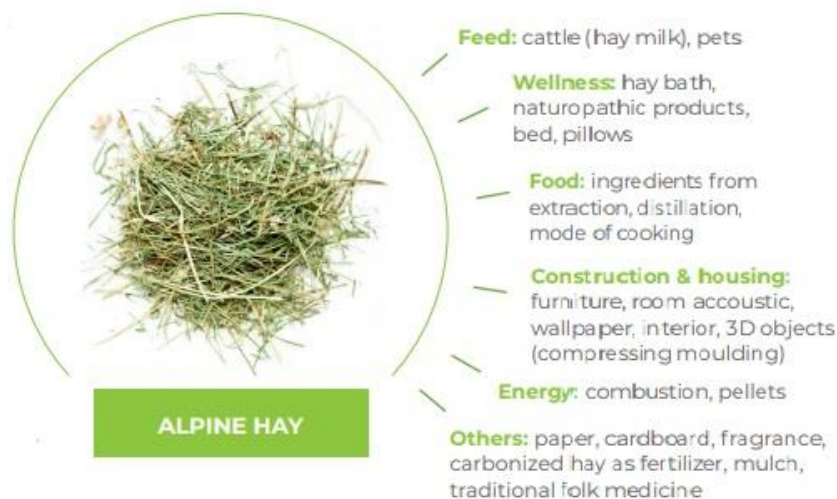 Feed: cattle (hay milk), pets
Wellness: hay bath,
naturopathic products,
bed, pillows
Food: ingredients from
extraction, distillation,
mode of cooking
Construction & housing:
furniture, room accoustic,
wallpaper, interior, 3D objects
(compressing moulding)
Energy: combustion, pellets
ALPINE HAY
Others: paper, cardboard, fragrance,
carbonized hay as fertilizer, mulch,
traditional folk medicine